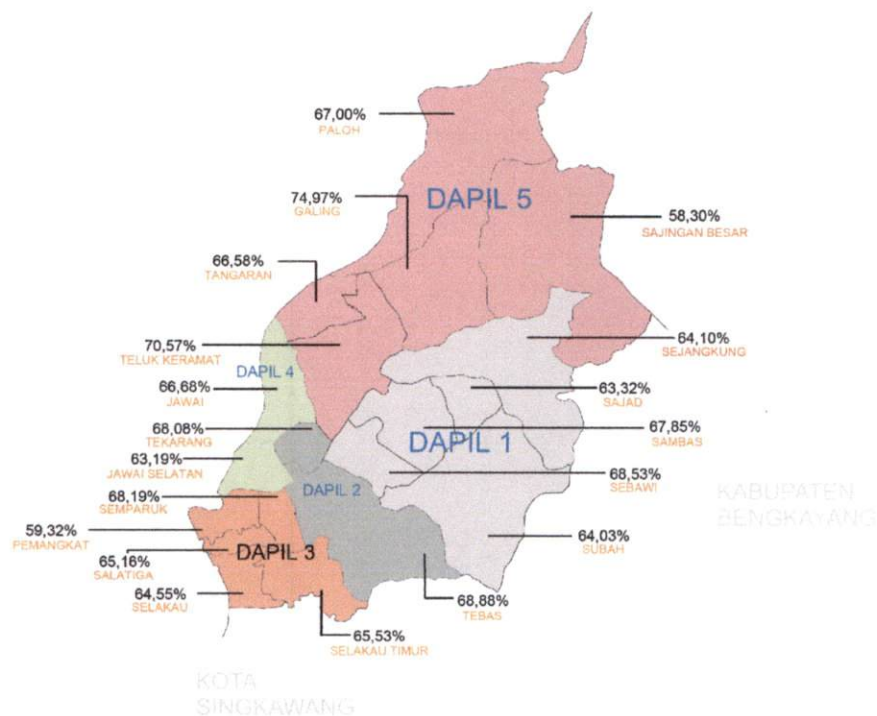 67,00%
PALOH
DAPIL 5
74,97%
GALING
58,30%
SAJINGAN BESAR
66,58%
TANGARAN
70,57%
TELUK KERAMAT
64,10%
SEJANGKUNG
DAPIL 4
66,68%
JAWAI
63,32%
SAJAD
68,08%
TEKARANG
67,85%
SAMBAS
DAPIL 1
63,19%
JAWAI SELATAN
68,53%
SEBAWI
DAPIL 2
68,19%
SEMPARUK
KABUPATEN
BENGKAYANG
59,32%
PEMANGKAT
64,03%
SUBAH
DAPIL 3
65,16%
SALATIGA
64,55%
SELAKAU
68,88%
TEBAS
65,53%
SELAKAU TIMUR
KOTA
SINGKAWANG